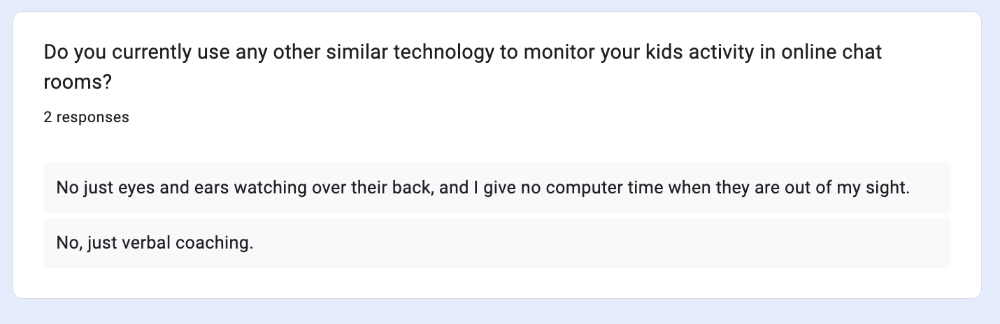 Do you currently use any other similar technology to monitor your kids activity in online chat
rooms?
2 responses
No just eyes and ears watching over their back, and I give no computer time when they are out of my sight.
No, just verbal coaching.